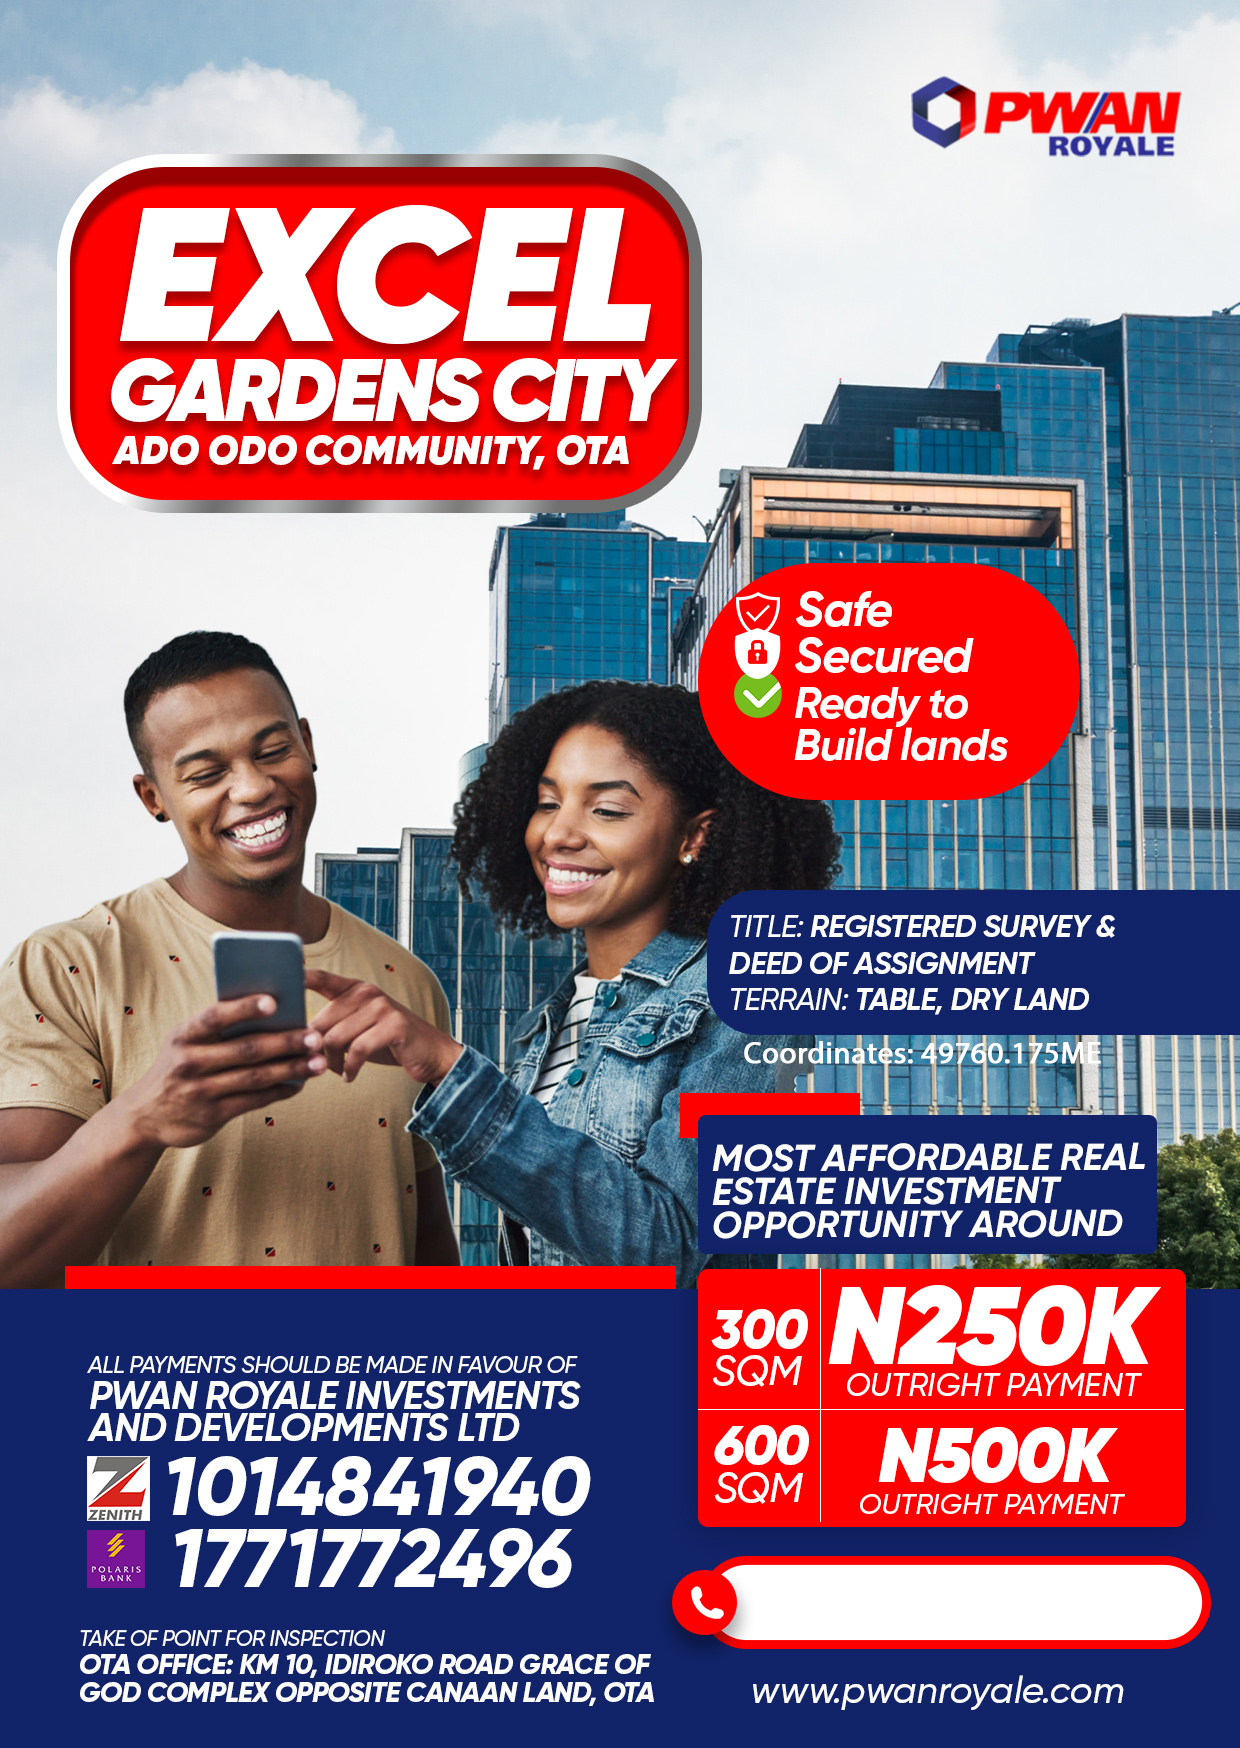 PWAN
ROYALE
EXCEL
GARDENS CITY
ADO ODO COMMUNITY, OTA
Safe
Secured
Ready to
Build lands
TITLE: REGISTERED SURVEY &
DEED OF ASSIGNMENT
TERRAIN: TABLE, DRY LAND
Coordinates: 49760.175ME
MOST AFFORDABLE REAL
ESTATE INVESTMENT
OPPORTUNITY AROUND
300
SQM
N250K
OUTRIGHT PAYMENT
600
SQM
N500K
OUTRIGHT PAYMENT
ALL PAYMENTS SHOULD BE MADE IN FAVOUR OF
PWAN ROYALE INVESTMENTS
AND DEVELOPMENTS LTD
ZENITH
1014841940
POLARIS
BANK
1771772496
TAKE OF POINT FOR INSPECTION
OTA OFFICE: KM 10, IDIROKO ROAD GRACE OF
GOD COMPLEX OPPOSITE CANAAN LAND, OTA
www.pwanroyale.com